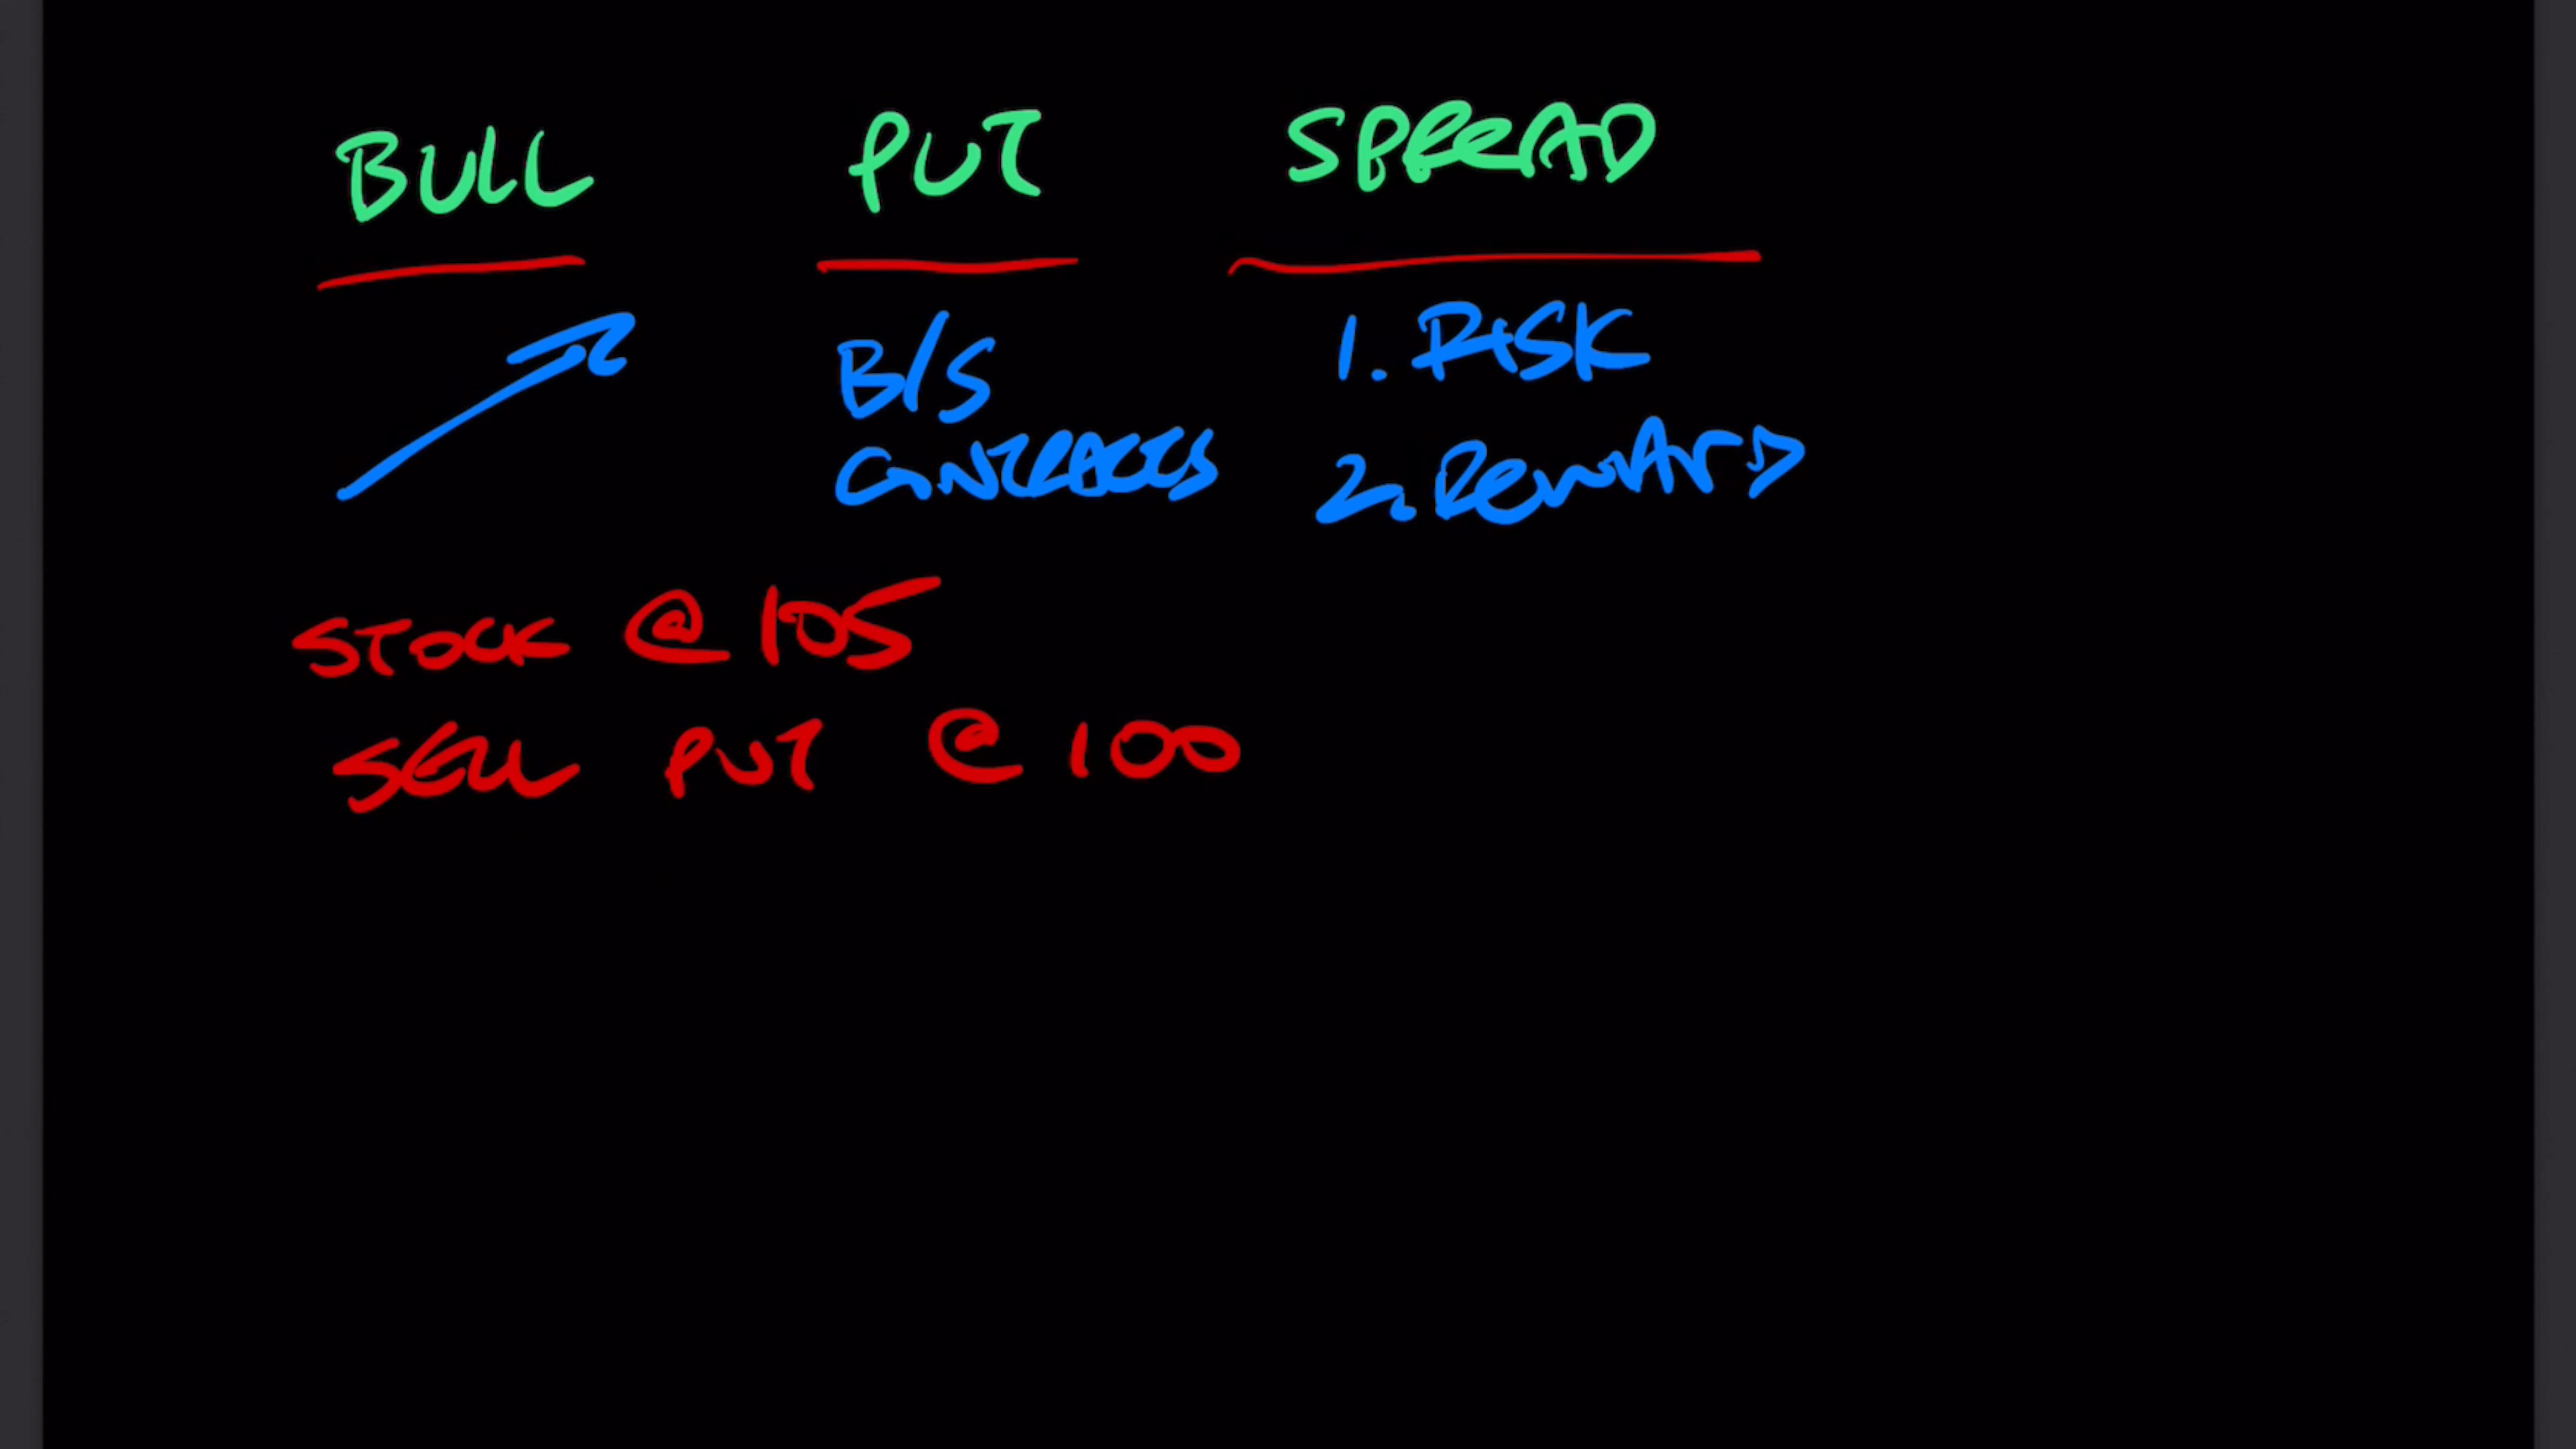 BULL PUT SPREAD
B/S
CONTRACTS
1. RISK
2. REWARD
STOCK @ 105
SELL PUT @ 100